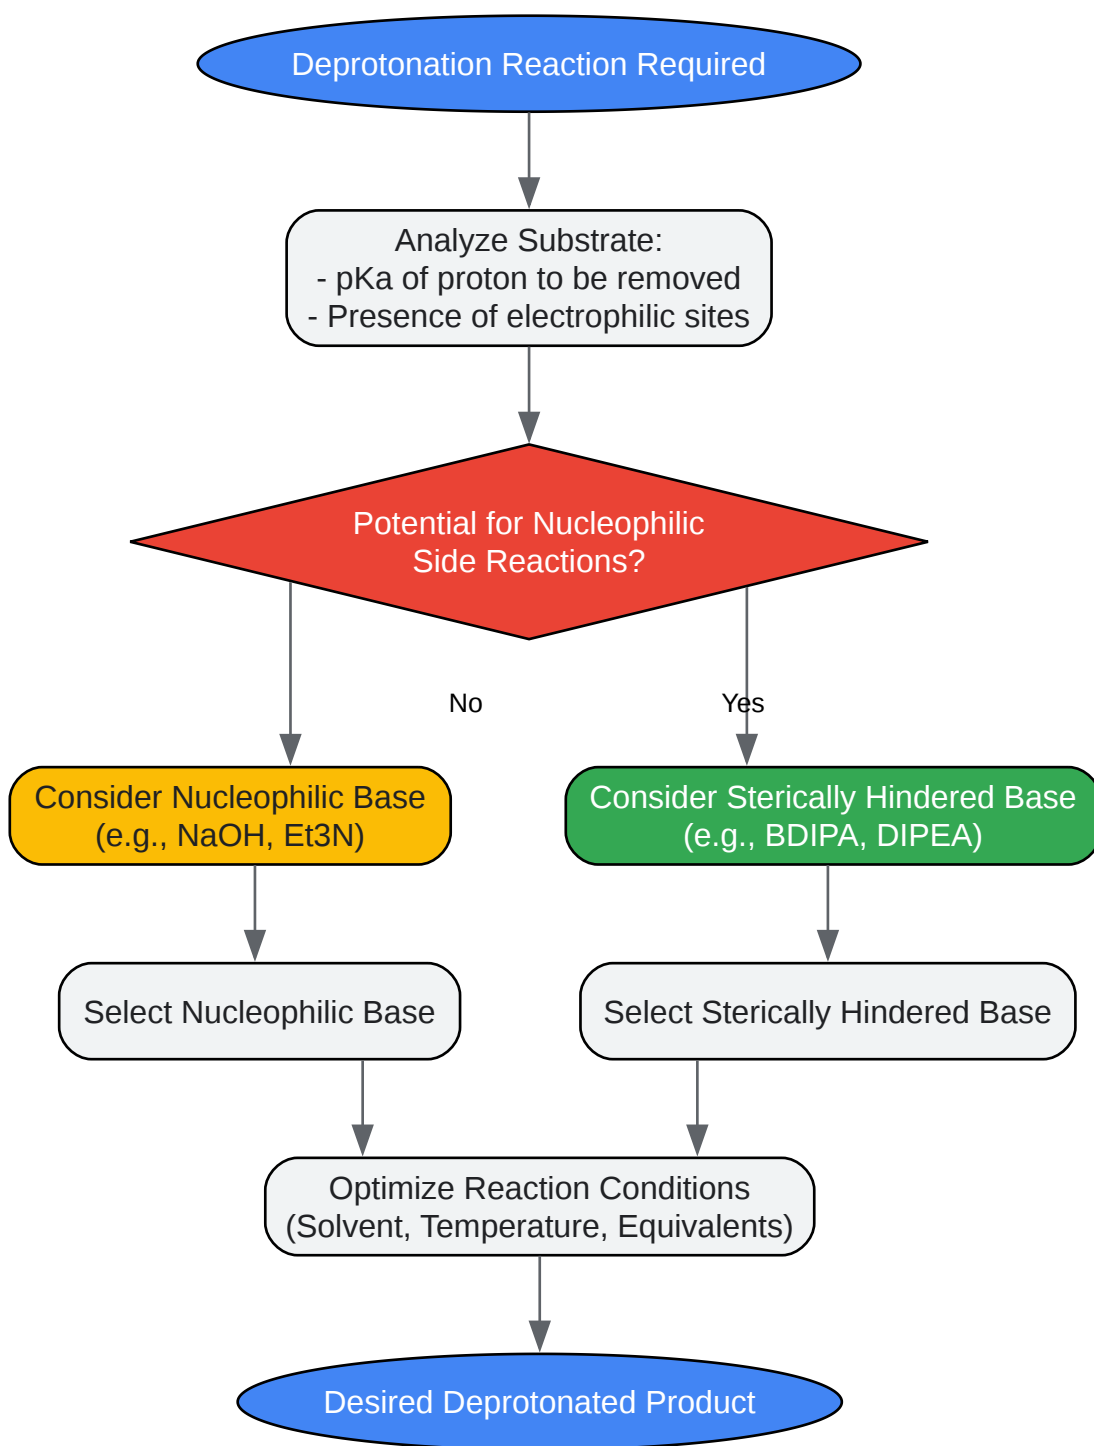 Deprotonation Reaction Required
Analyze Substrate:
- pKa of proton to be removed
- Presence of electrophilic sites
Potential for Nucleophilic
Side Reactions?
No
Yes
Consider Nucleophilic Base
(e.g., NaOH, Et3N)
Consider Sterically Hindered Base
(e.g., BDIPA, DIPEA)
Select Nucleophilic Base
Select Sterically Hindered Base
Optimize Reaction Conditions
(Solvent, Temperature, Equivalents)
Desired Deprotonated Product